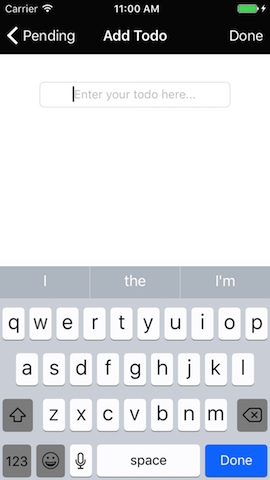 Carrier 11:00 AM
Pending Add Todo Done
Enter your todo here...
I the I'm
q w e r t y u i o p
a s d f g h j k l
z x c v b n m
123 space Done